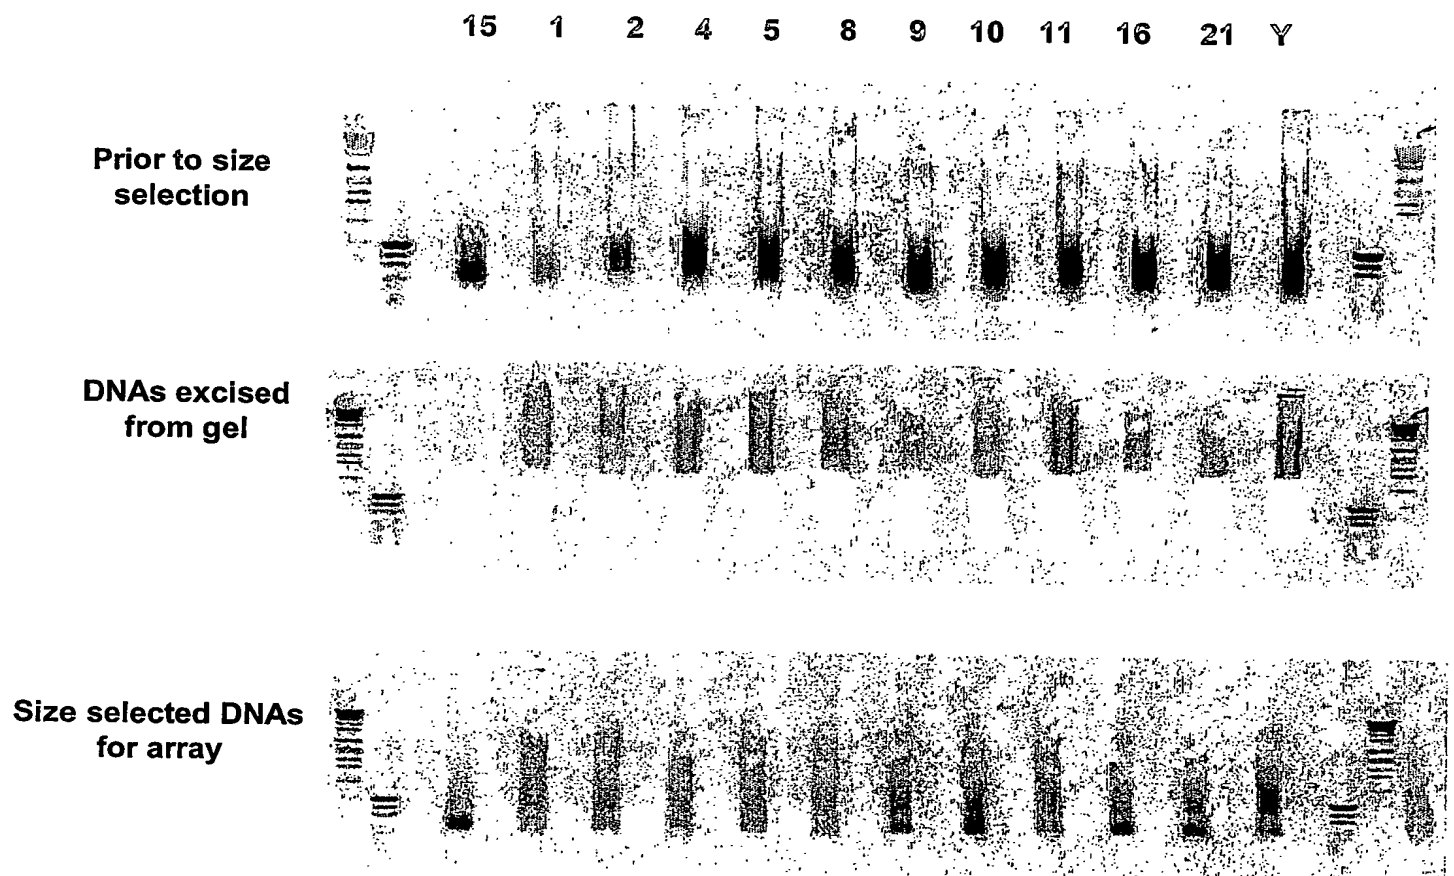 15 1 2 4 5 8 9 10 11 16 21 Y
Prior to size
selection
DNAs excised
from gel
Size selected DNAs
for array